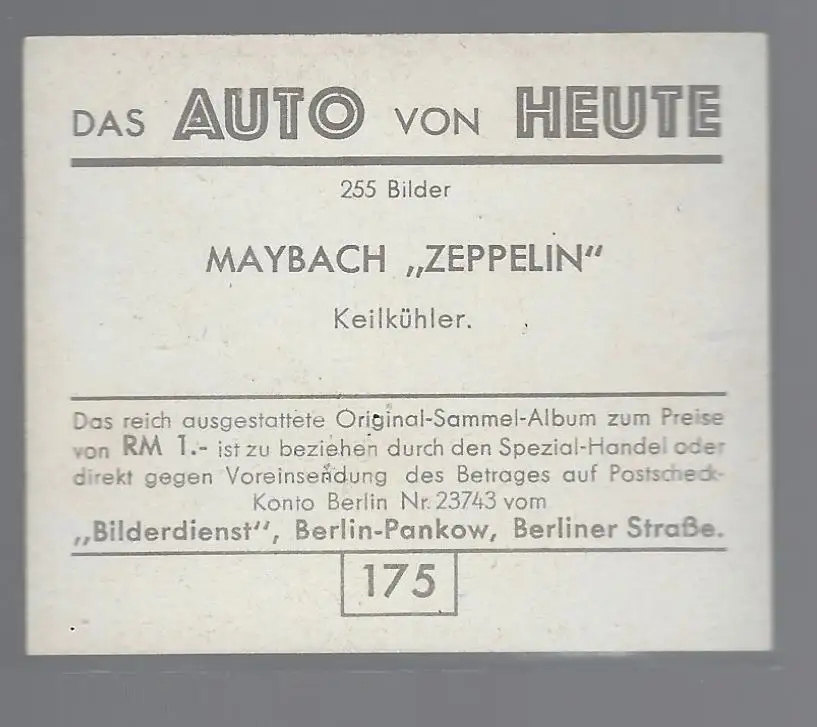 DAS AUTO VON HEUTE
255 Bilder
MAYBACH „ZEPPELIN“
Keilkühler.
Das reich ausgestattete Original-Sammel-Album zum Preise
von RM 1.- ist zu beziehen durch den Spezial-Handel oder
direkt gegen Voreinsendung des Betrages auf Postscheck-
Konto Berlin Nr. 23743 vom
„Bilderdienst“, Berlin-Pankow, Berliner Straße.
175